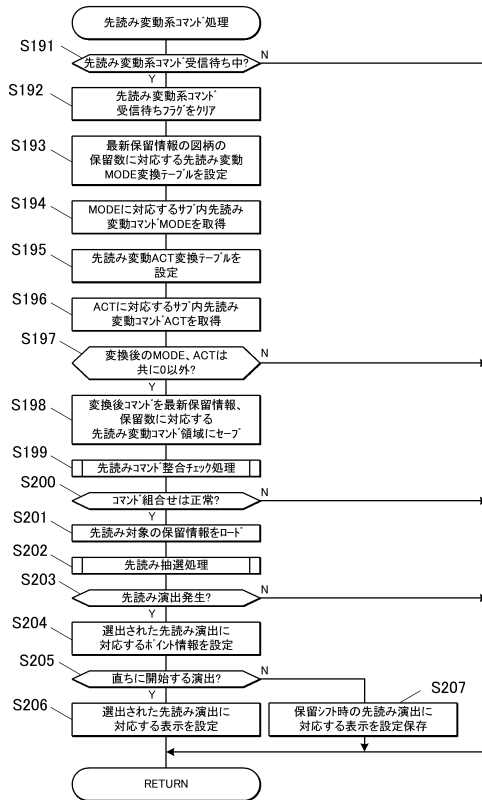 先読み変動系コマンド処理
S191
先読み変動系コマンド受信待ち中?
N
Y
S192
先読み変動系コマンド
受信待ちフラグをクリア
S193
最新保留情報の図柄の
保留数に対応する先読み変動
MODE変換テーブルを設定
S194
MODEに対応するサブ内先読み
変動コマンドMODEを取得
S195
先読み変動ACT変換テーブルを
設定
S196
ACTに対応するサブ内先読み
変動コマンドACTを取得
S197
変換後のMODE、ACTは
共に0以外?
N
Y
S198
変換後コマンドを最新保留情報、
保留数に対応する
先読み変動コマンド領域にセーブ
S199
先読みコマンド整合チェック処理
S200
コマンド組合せは正常?
N
Y
S201
先読み対象の保留情報をロード
S202
先読み抽選処理
S203
先読み演出発生?
N
Y
S204
選出された先読み演出に
対応するポイント情報を設定
S205
直ちに開始する演出?
N
Y
S206
選出された先読み演出に
対応する表示を設定
S207
保留シフト時の先読み演出に
対応する表示を設定保存
RETURN